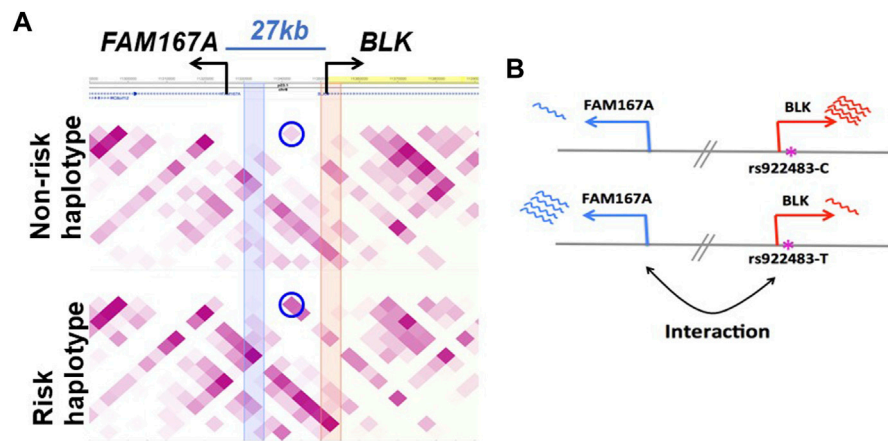 A
27kb
FAM167A
BLK
Non-risk
haplotype
Risk
haplotype
B
FAM167A
BLK
rs922483-C
FAM167A
BLK
rs922483-T
Interaction